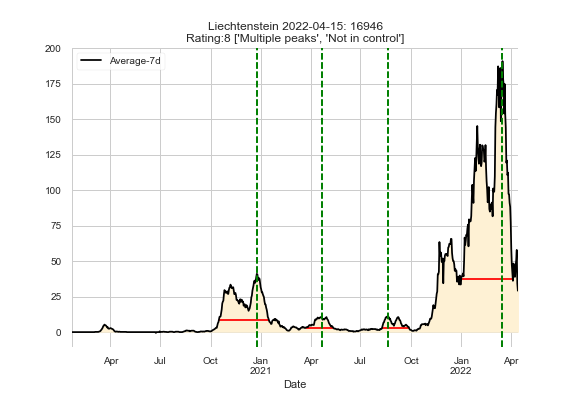 Liechtenstein 2022-04-15: 16946
Rating:8 ['Multiple peaks', 'Not in control']
Average-7d
200
175
150
125
100
75
50
25
0
Apr Jul Oct Jan Apr Jul Oct Jan Apr
2021 2022
Date